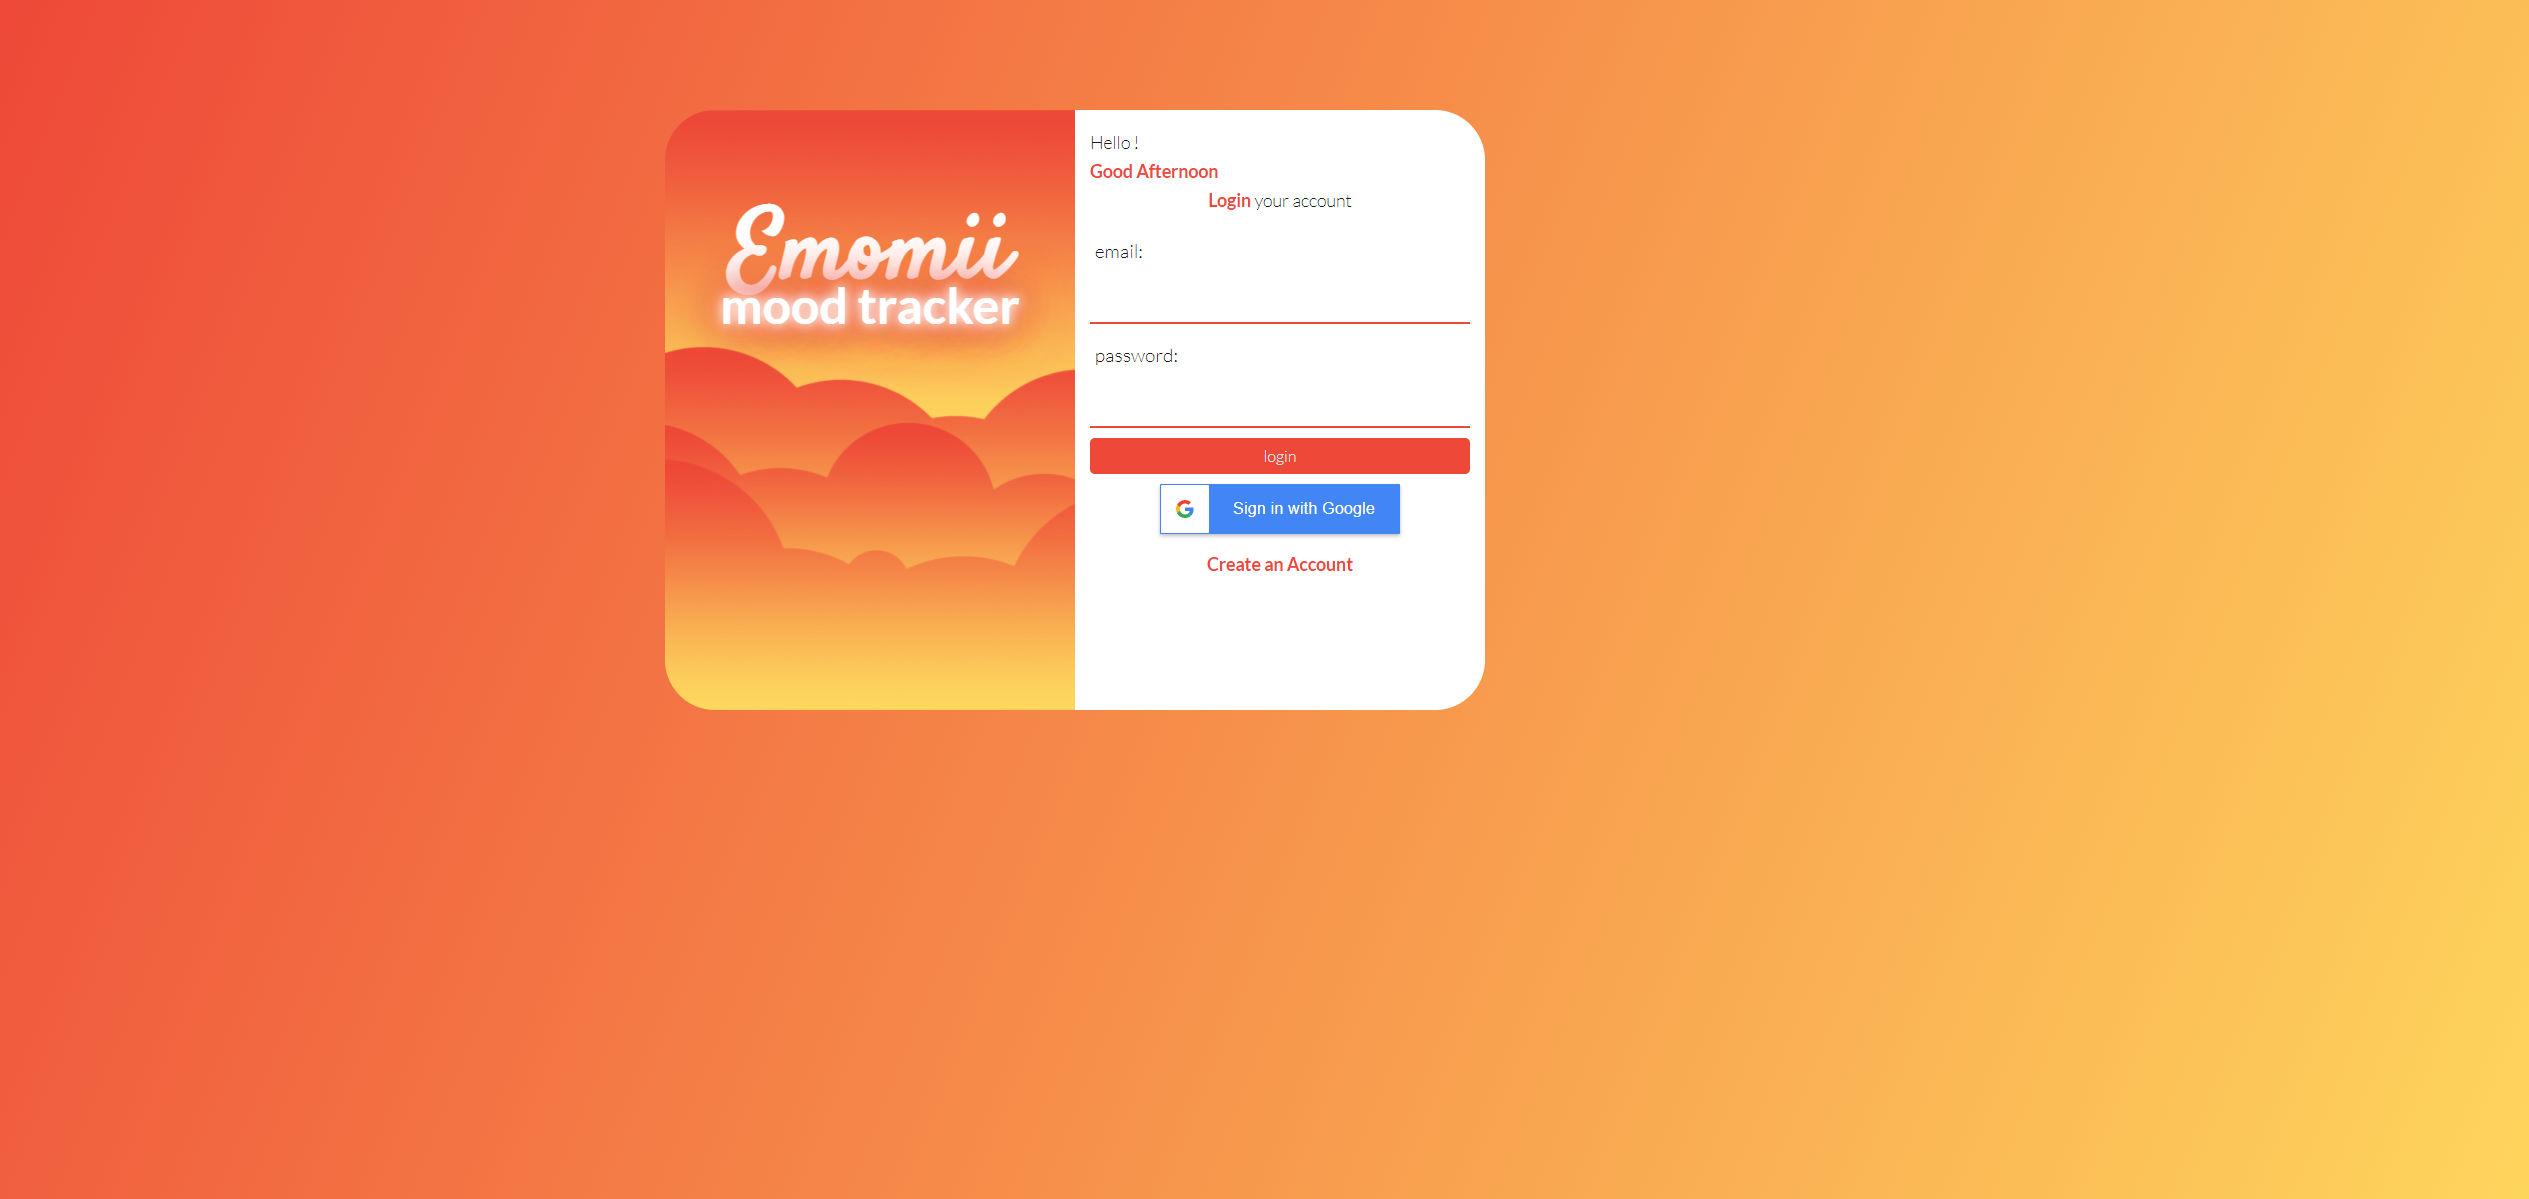 Emomii
mood tracker
Hello !
Good Afternoon
Login your account
email:
password:
login
Sign in with Google
Create an Account